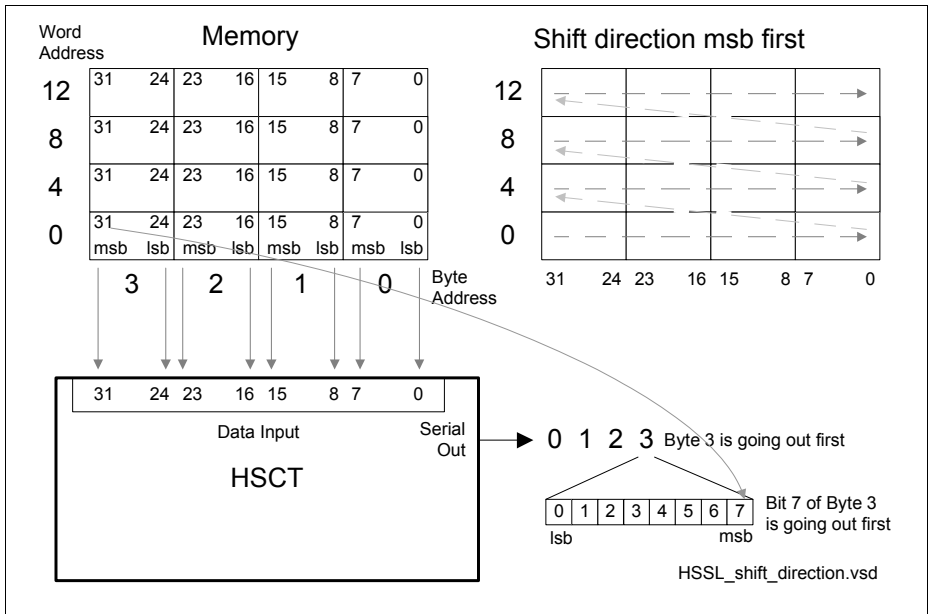 Word
Address
Memory
12 31 24 23 16 15 8 7 0
8 31 24 23 16 15 8 7 0
4 31 24 23 16 15 8 7 0
0 31 24 23 16 15 8 7 0
msb lsb msb lsb msb lsb msb lsb
3 2 1 0 Byte
Address
Shift direction msb first
12
8
4
0
31 24 23 16 15 8 7 0
31 24 23 16 15 8 7 0
Data Input
Serial
Out
HSCT
0 1 2 3 Byte 3 is going out first
0 1 2 3 4 5 6 7
lsb msb
Bit 7 of Byte 3
is going out first
HSSL_shift_direction.vsd